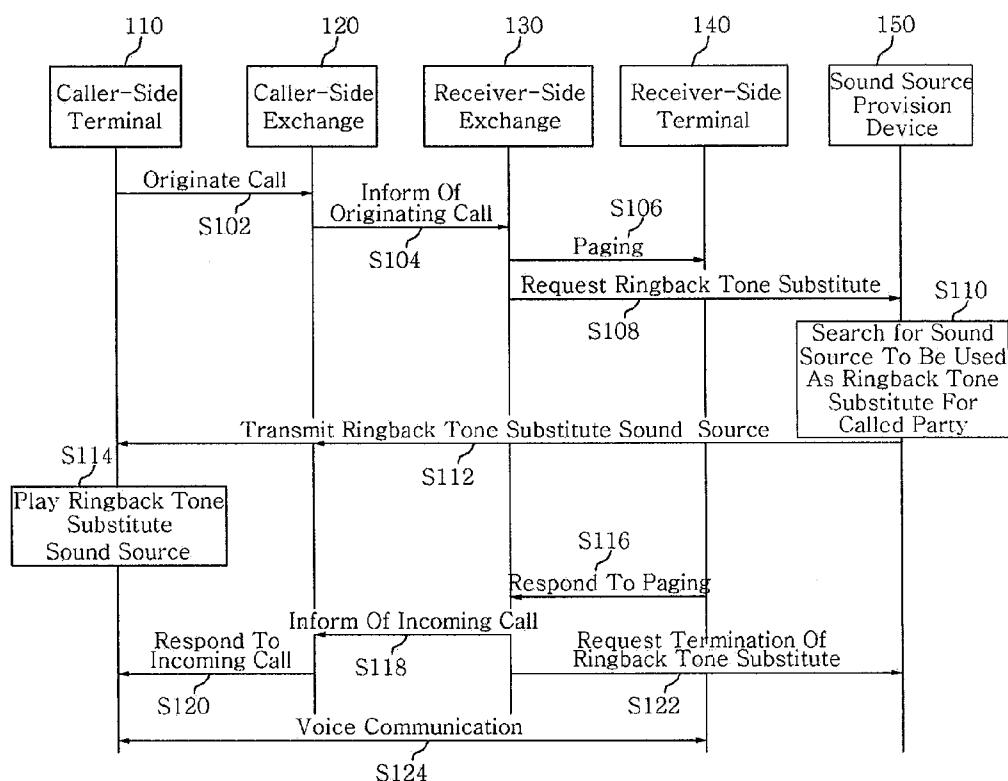 110
120
130
140
150
Caller-Side
Terminal
Caller-Side
Exchange
Receiver-Side
Exchange
Receiver-Side
Terminal
Sound Source
Provision
Device
Originate Call
S102
Inform Of
Originating Call
S104
S106
Paging
Request Ringback Tone Substitute
S108
S110
Search for Sound
Source To Be Used
As Ringback Tone
Substitute For
Called Party
Transmit Ringback Tone Substitute Sound Source
S112
S114
Play Ringback Tone
Substitute
Sound Source
S116
Respond To Paging
Inform Of Incoming Call
S118
Respond To
Incoming Call
S120
Request Termination Of
Ringback Tone Substitute
S122
Voice Communication
S124